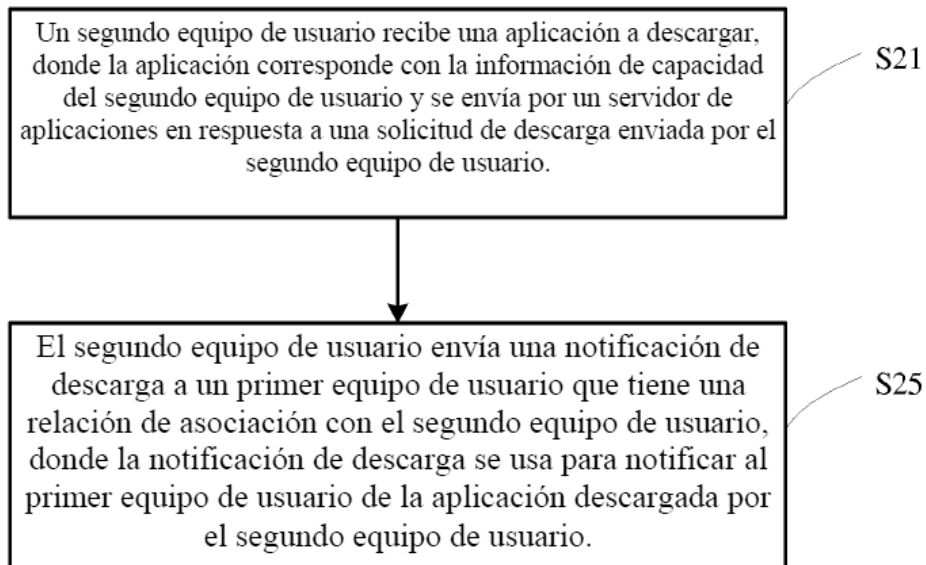 Un segundo equipo de usuario recibe una aplicación a descargar,
donde la aplicación corresponde con la información de capacidad
del segundo equipo de usuario y se envía por un servidor de
aplicaciones en respuesta a una solicitud de descarga enviada por el
segundo equipo de usuario.
S21
El segundo equipo de usuario envía una notificación de
descarga a un primer equipo de usuario que tiene una
relación de asociación con el segundo equipo de usuario,
donde la notificación de descarga se usa para notificar al
primer equipo de usuario de la aplicación descargada por
el segundo equipo de usuario.
S25